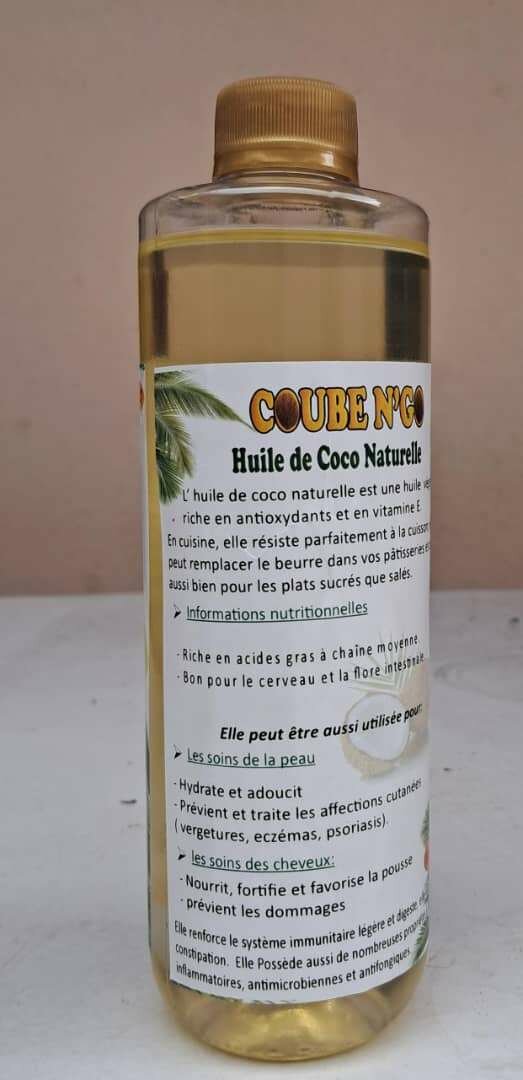 COUBE N'GO
Huile de Coco Naturelle
L' huile de coco naturelle est une huile
riche en antioxydants et en vitamine E.
En cuisine, elle résiste parfaitement à la cuisson
peut remplacer le beurre dans vos pâtisseries
aussi bien pour les plats sucrés que salés.
➢ Informations nutritionnelles
- Riche en acides gras à chaîne moyenne
- Bon pour le cerveau et la flore intestinale
Elle peut être aussi utilisée pour:
➢ Les soins de la peau
- Hydrate et adoucit
- Prévient et traite les affections cutanées
( vergetures, eczémas, psoriasis).
➢ les soins des cheveux:
- Nourrit, fortifie et favorise la pousse
- prévient les dommages
Elle renforce le système immunitaire légére et digeste,
constipation. Elle Possède aussi de nombreuses
inflammatoires, antimicrobiennes et antifongiques.